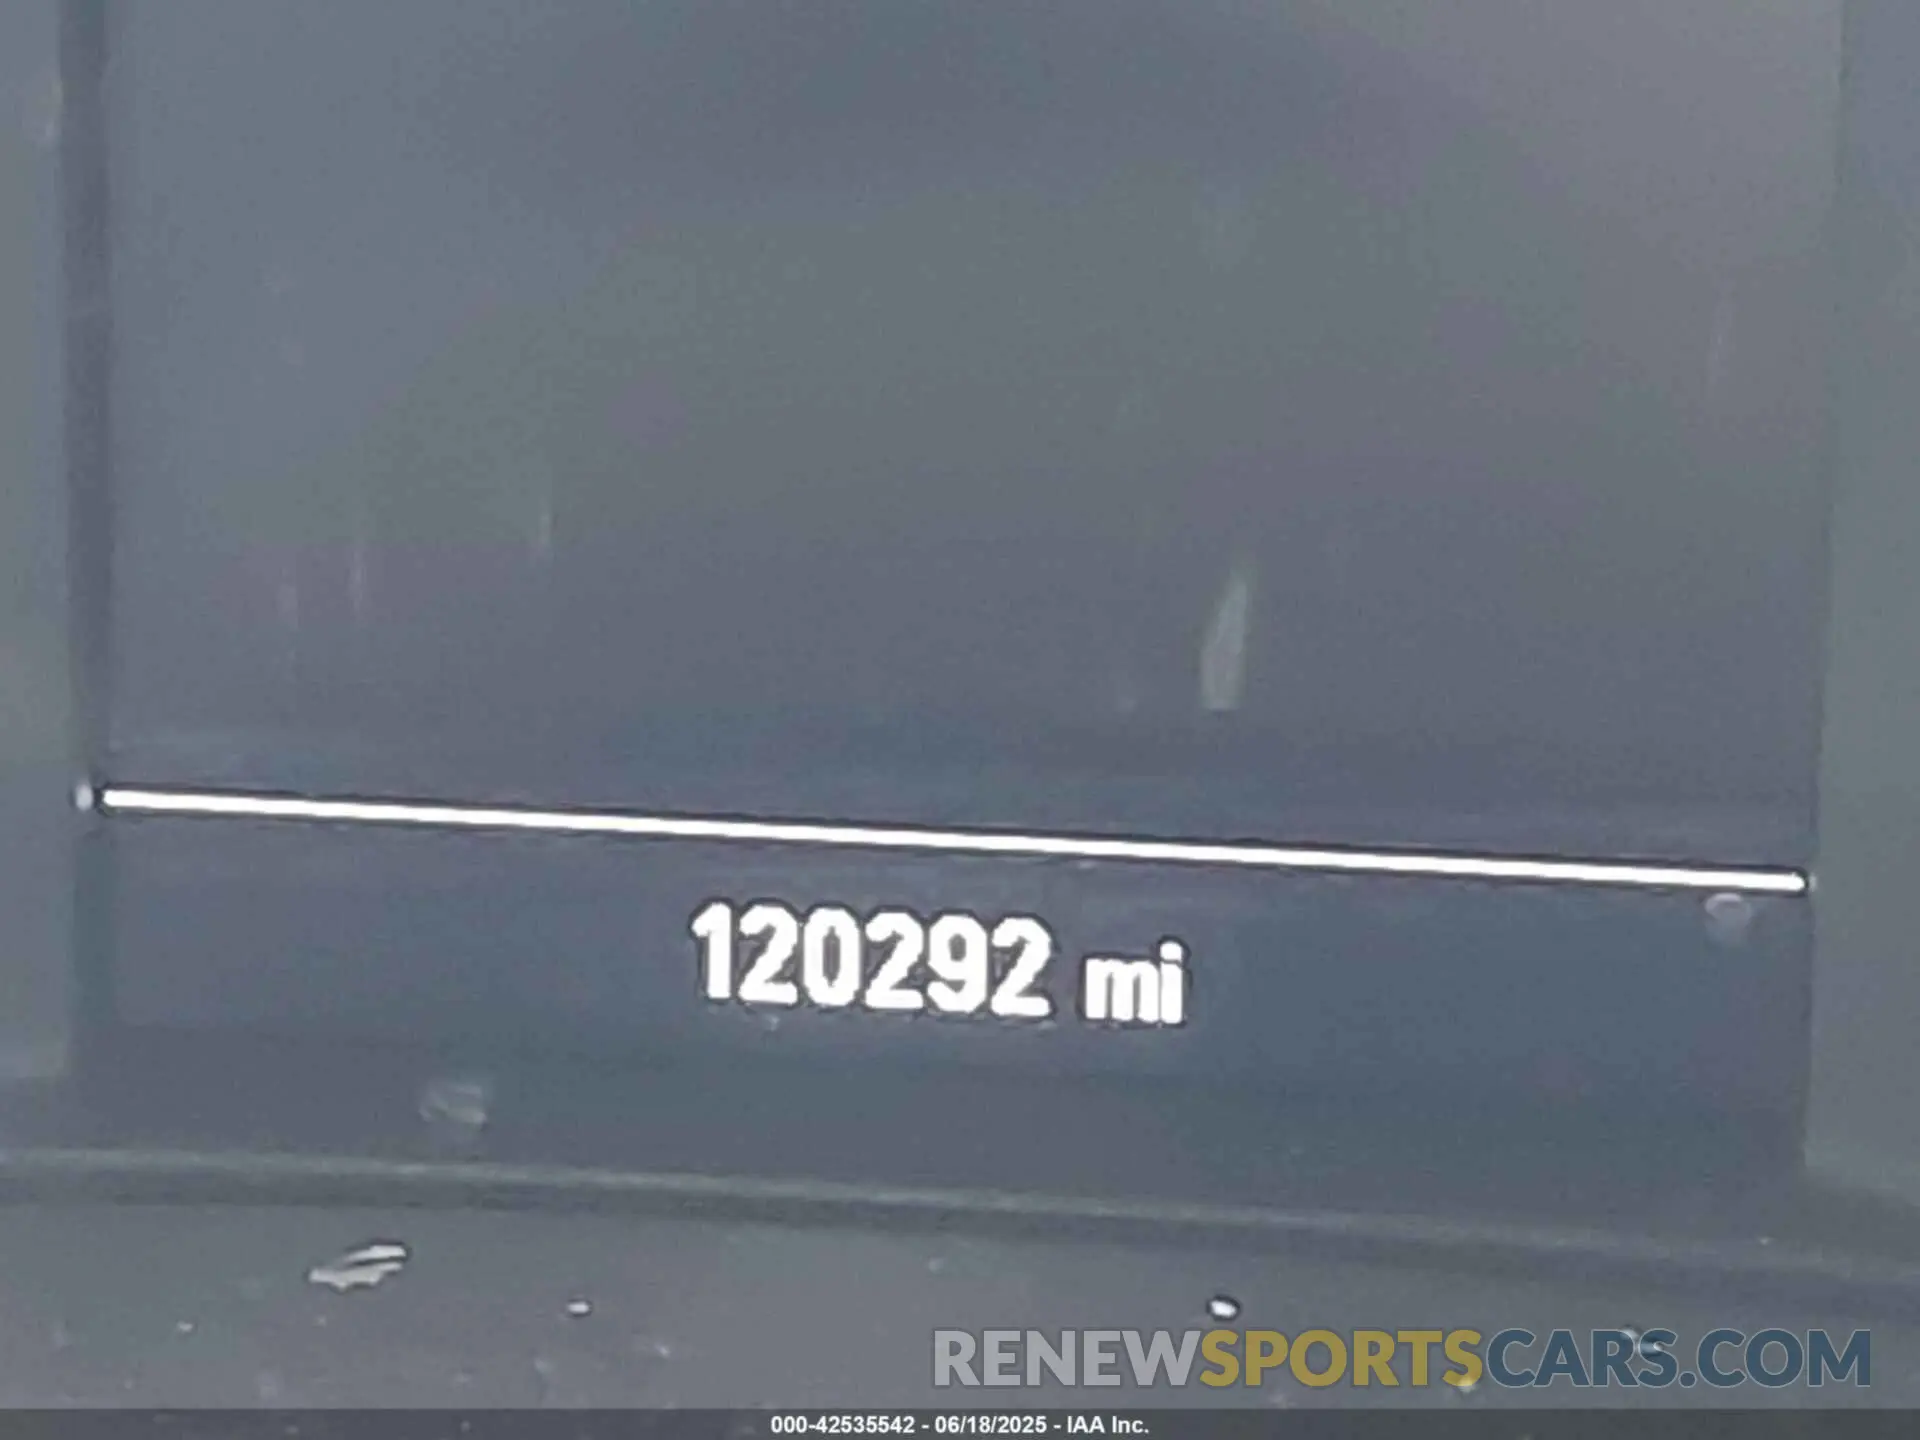 120292 mi
RENEWSPORTSCARS.COM
000-42535542 - 06/18/2025 - IAA Inc.